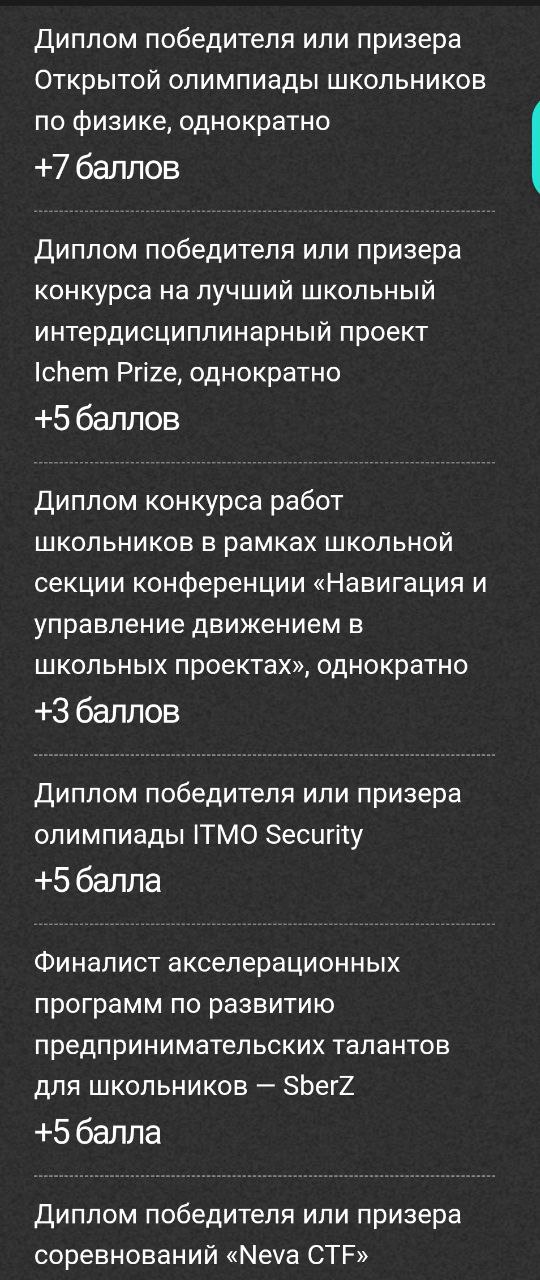 Диплом победителя или призера
Открытой олимпиады школьников
по физике, однократно
+7 баллов
Диплом победителя или призера
конкурса на лучший школьный
интердисциплинарный проект
Ichem Prize, однократно
+5 баллов
Диплом конкурса работ
школьников в рамках школьной
секции конференции «Навигация и
управление движением в
школьных проектах», однократно
+3 баллов
Диплом победителя или призера
олимпиады ITMO Security
+5 балла
Финалист акселерационных
программ по развитию
предпринимательских талантов
для школьников — SberZ
+5 балла
Диплом победителя или призера
соревнований «Neva CTF»